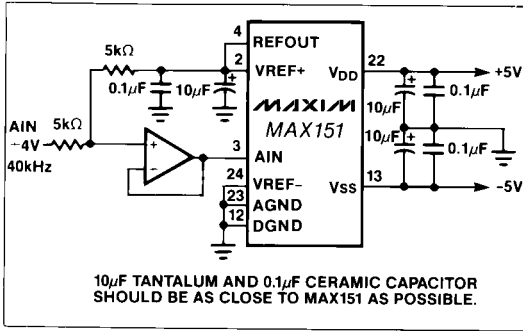 4
REFOUT
5kΩ
2
VREF+
22
VDD
+5V
0.1μF
10μF
+
+
10μF
0.1μF
MAXIM
MAX151
AIN
5kΩ
−4V
40kHz
+
−
3
AIN
10μF
+
0.1μF
24
VREF−
VSS
13
−5V
23
AGND
12
DGND
10μF TANTALUM AND 0.1μF CERAMIC CAPACITOR
SHOULD BE AS CLOSE TO MAX151 AS POSSIBLE.